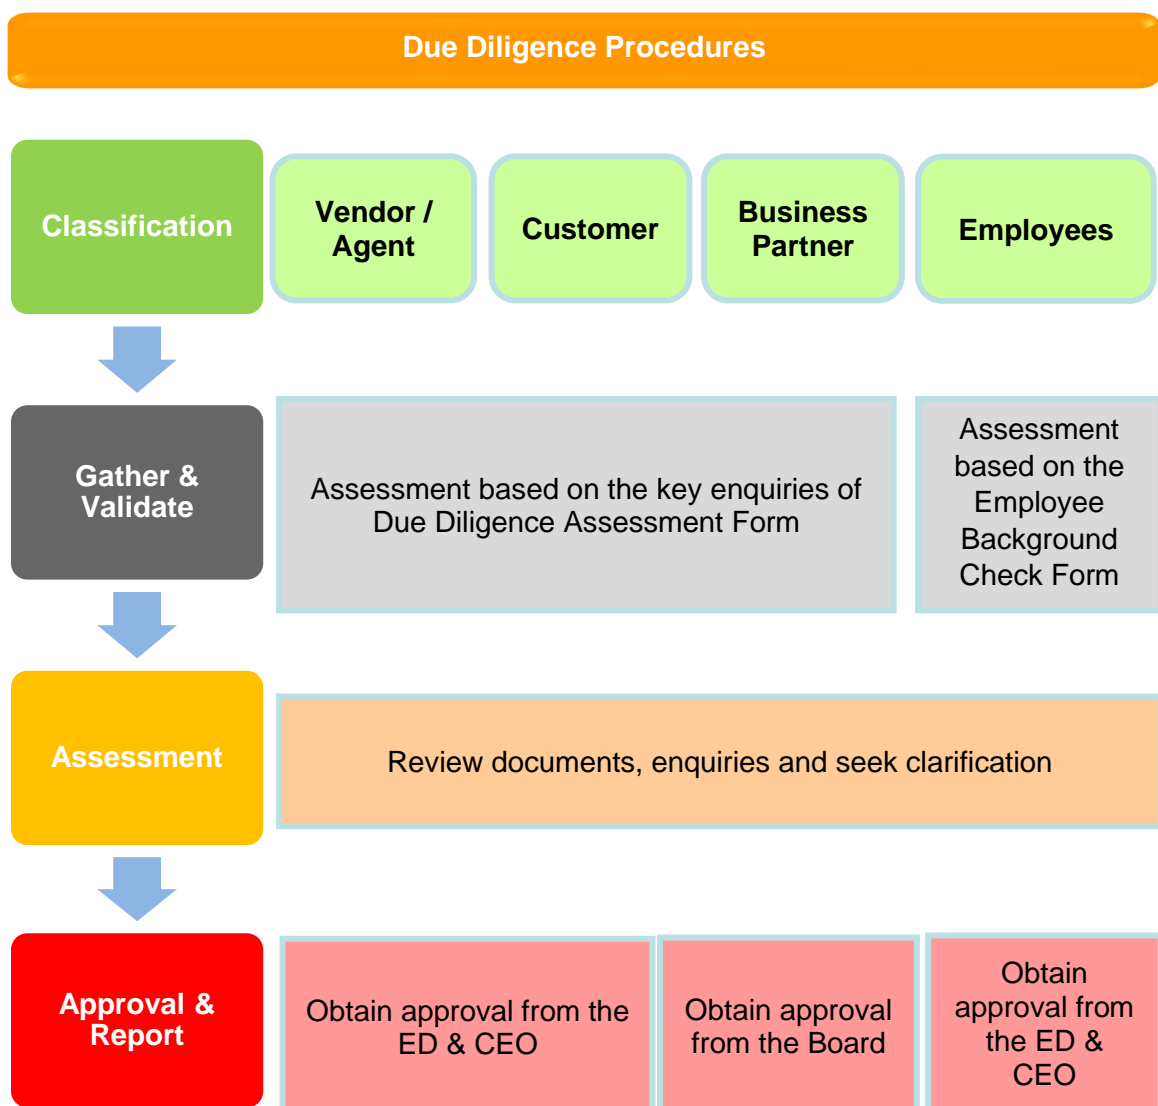 Due Diligence Procedures
Classification
Vendor /
Agent
Customer
Business
Partner
Employees
Gather &
Validate
Assessment based on the key enquiries of
Due Diligence Assessment Form
Assessment
based on the
Employee
Background
Check Form
Assessment
Review documents, enquiries and seek clarification
Approval &
Report
Obtain approval from the
ED & CEO
Obtain approval
from the Board
Obtain
approval from
the ED &
CEO